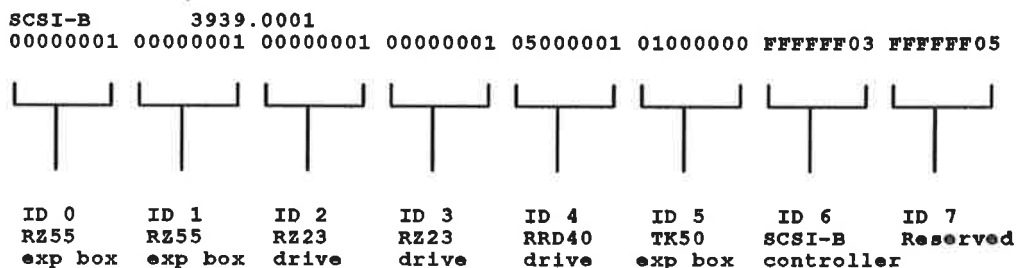 SCSI-B 3939.0001
00000001 00000001 00000001 00000001 05000001 01000000 FFFFFF03 FFFFFF05
ID 0 ID 1 ID 2 ID 3 ID 4 ID 5 ID 6 ID 7
RZ55 RZ55 RZ23 RZ23 RRD40 TK50 SCSI-B Reserved
exp box exp box drive drive drive exp box controller